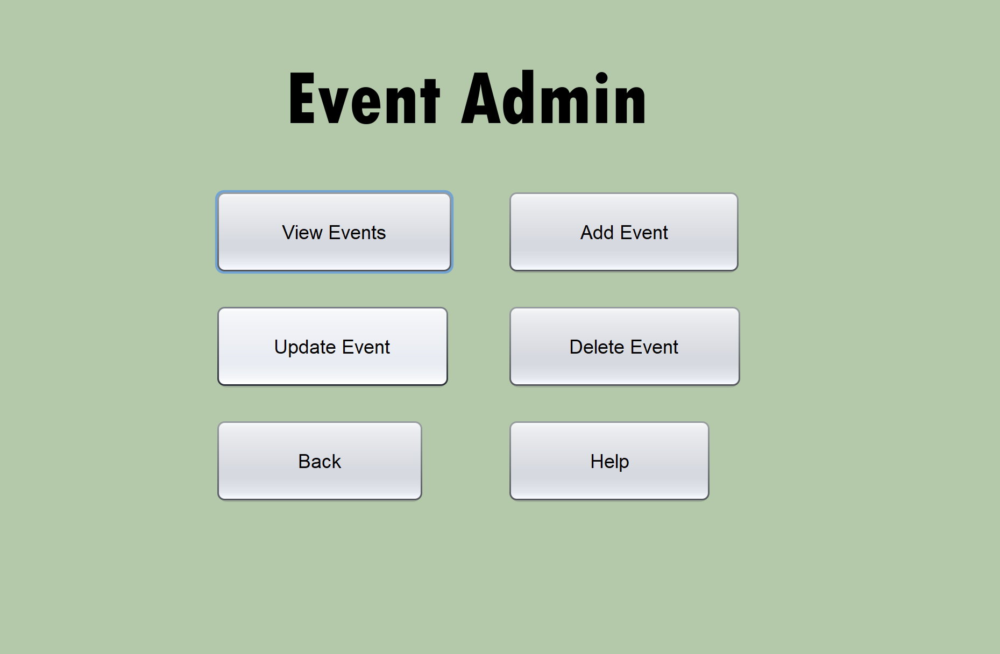 Event Admin
View Events
Add Event
Update Event
Delete Event
Back
Help